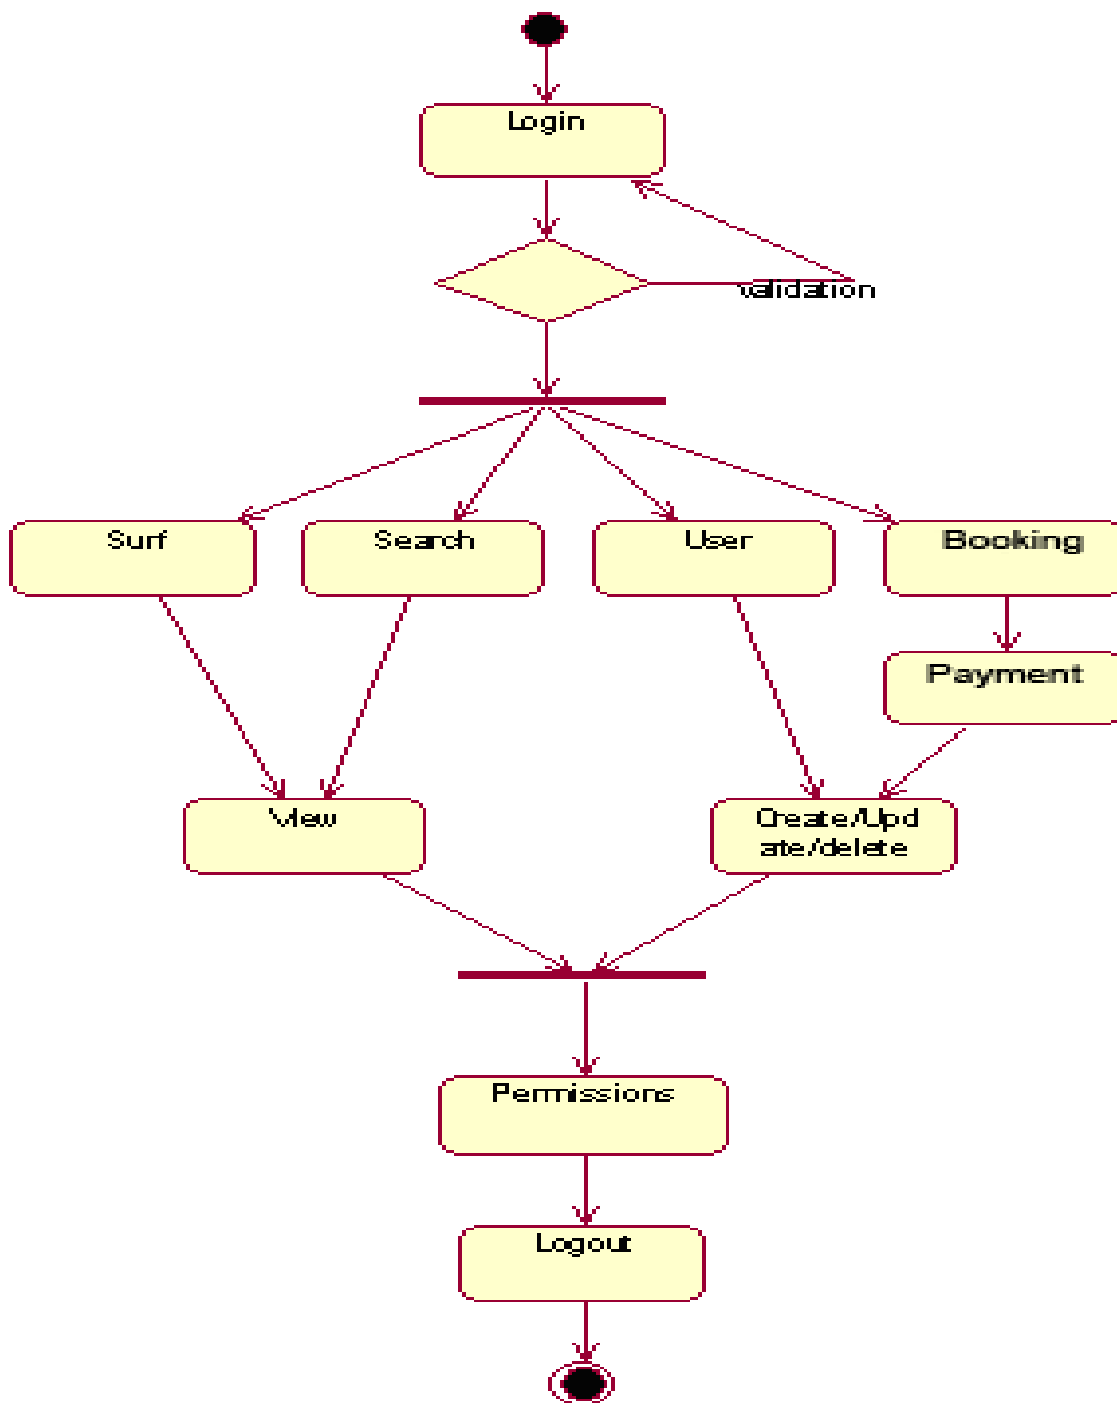 Login
validation
Surf
Search
User
Booking
Payment
View
Create/Upd
ate/delete
Permissions
Logout